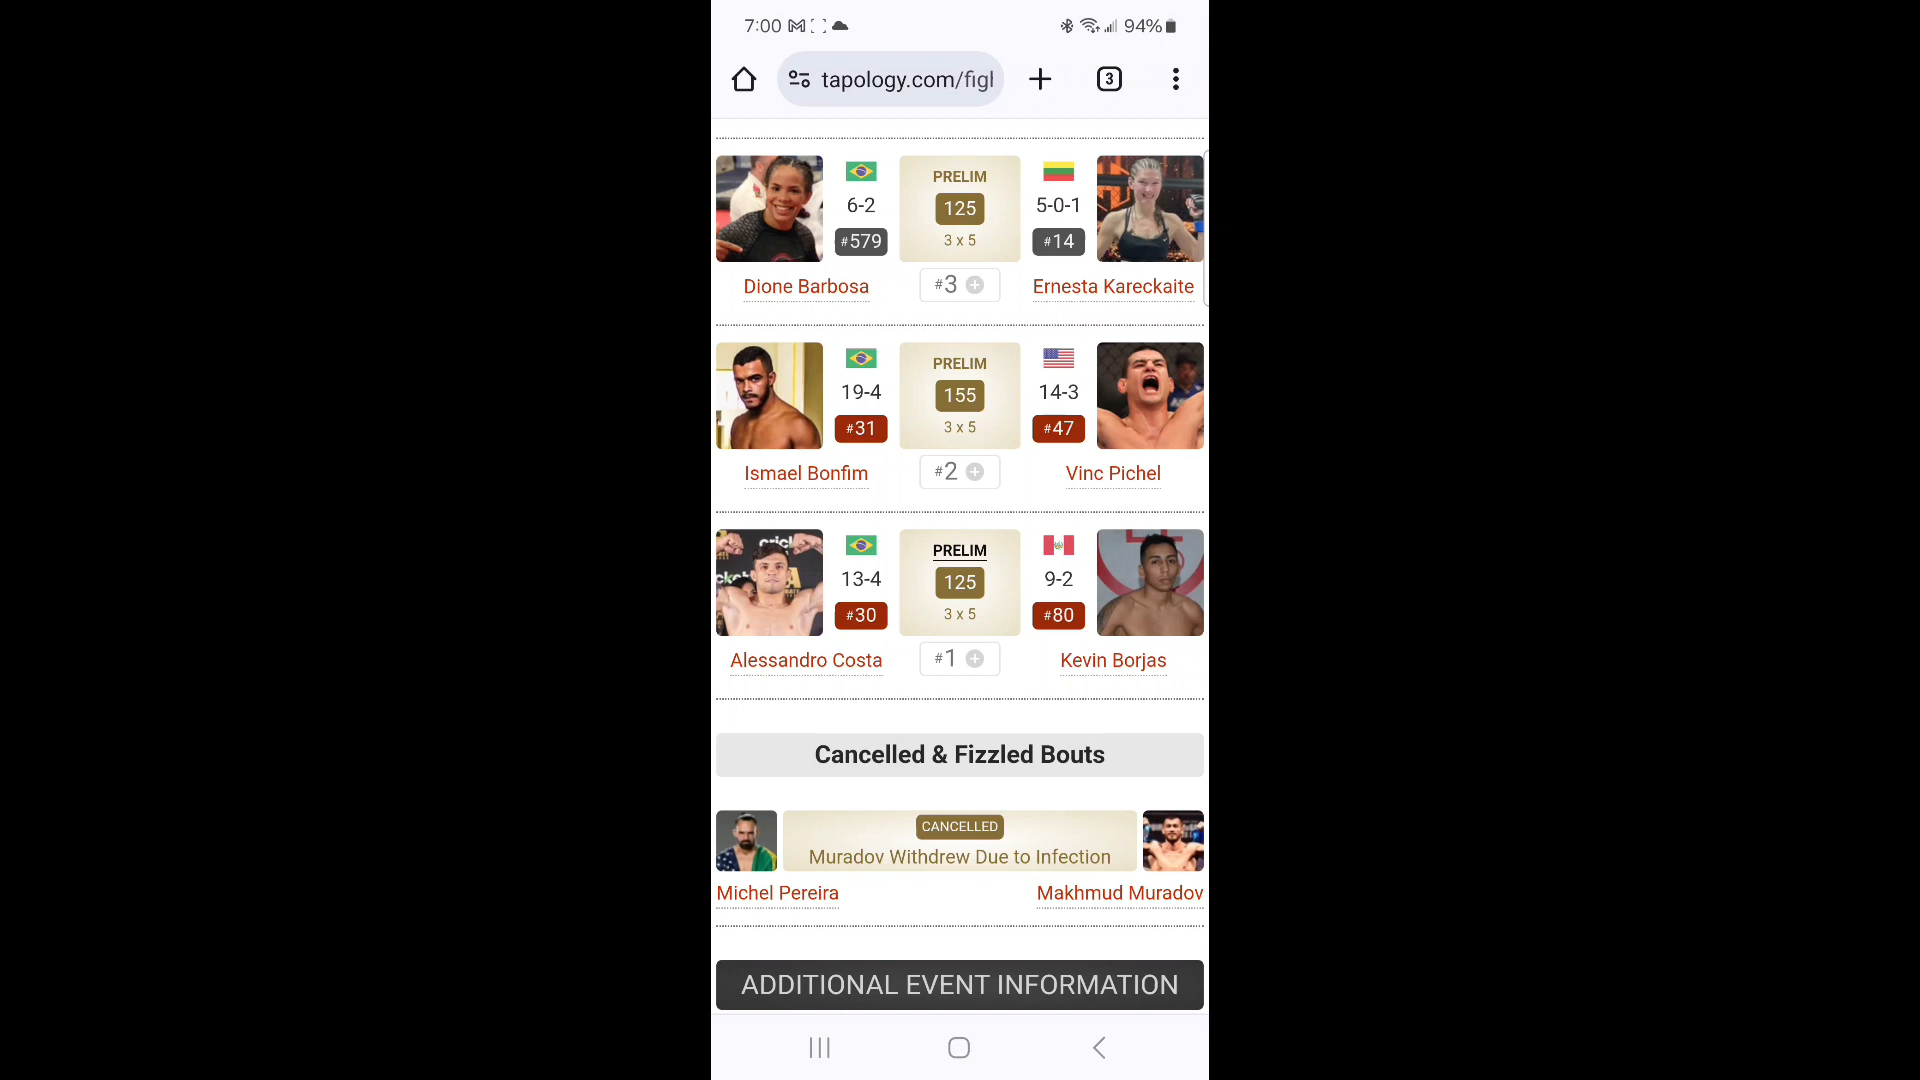 7:00 94%
tapology.com/figl 3
PRELIM
6-2 125 5-0-1
#579 3 x 5 #14
Dione Barbosa #3 Ernesta Kareckaite
PRELIM
19-4 155 14-3
#31 3 x 5 #47
Ismael Bonfim #2 Vinc Pichel
PRELIM
13-4 125 9-2
#30 3 x 5 #80
Alessandro Costa #1 Kevin Borjas
Cancelled & Fizzled Bouts
CANCELLED
Muradov Withdrew Due to Infection
Michel Pereira Makhmud Muradov
ADDITIONAL EVENT INFORMATION